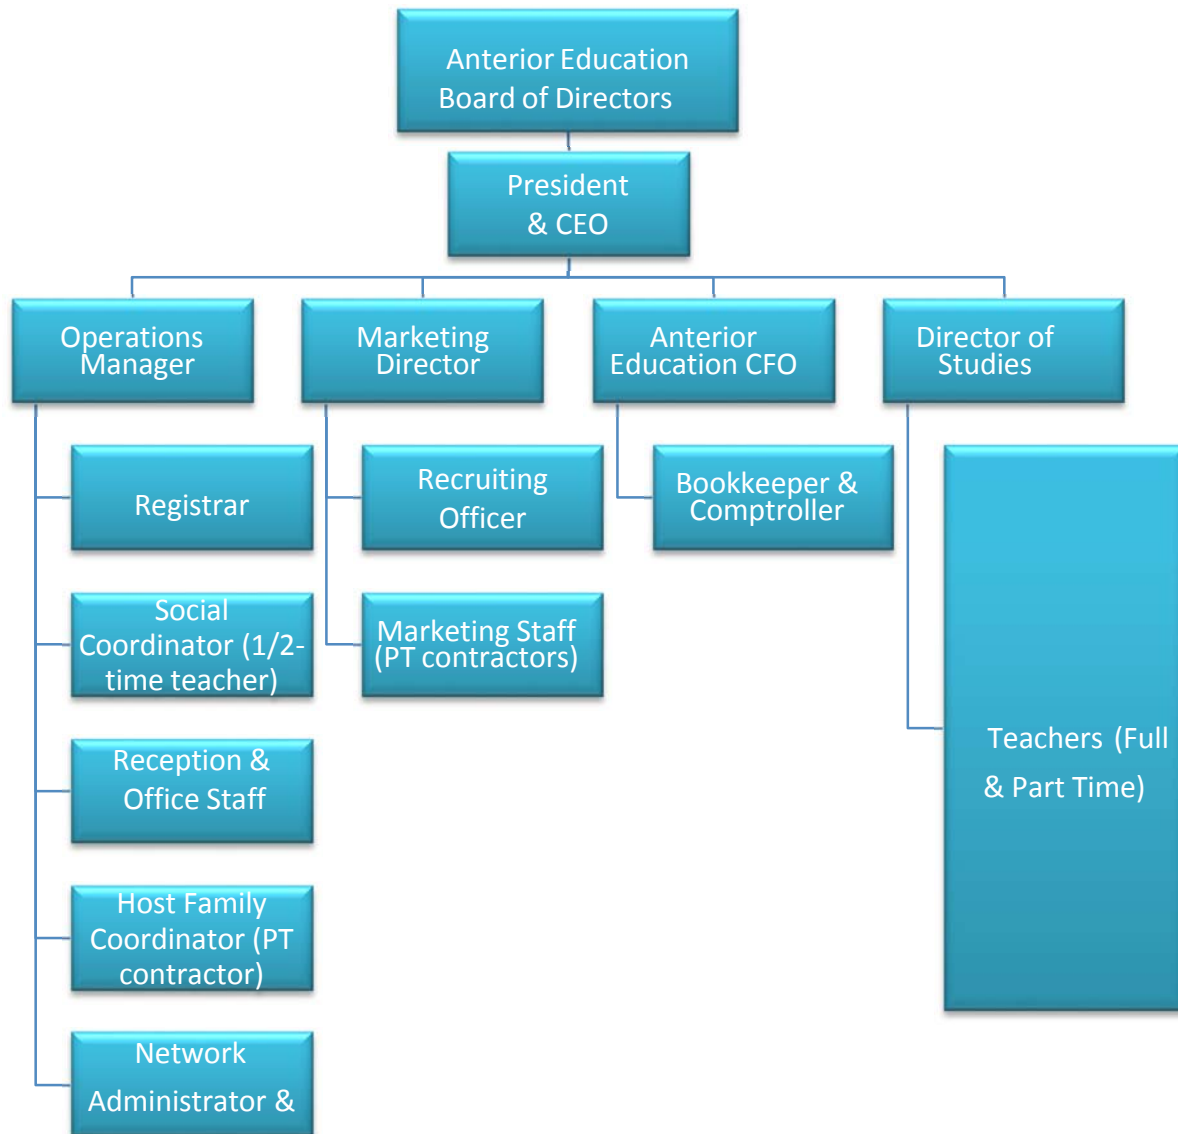 Anterior Education
Board of Directors
President
& CEO
Operations
Manager
Marketing
Director
Anterior
Education CFO
Director of
Studies
Registrar
Social
Coordinator (1/2-
time teacher)
Reception &
Office Staff
Host Family
Coordinator (PT
contractor)
Network
Administrator &
Recruiting
Officer
Marketing Staff
(PT contractors)
Bookkeeper &
Comptroller
Teachers (Full
& Part Time)